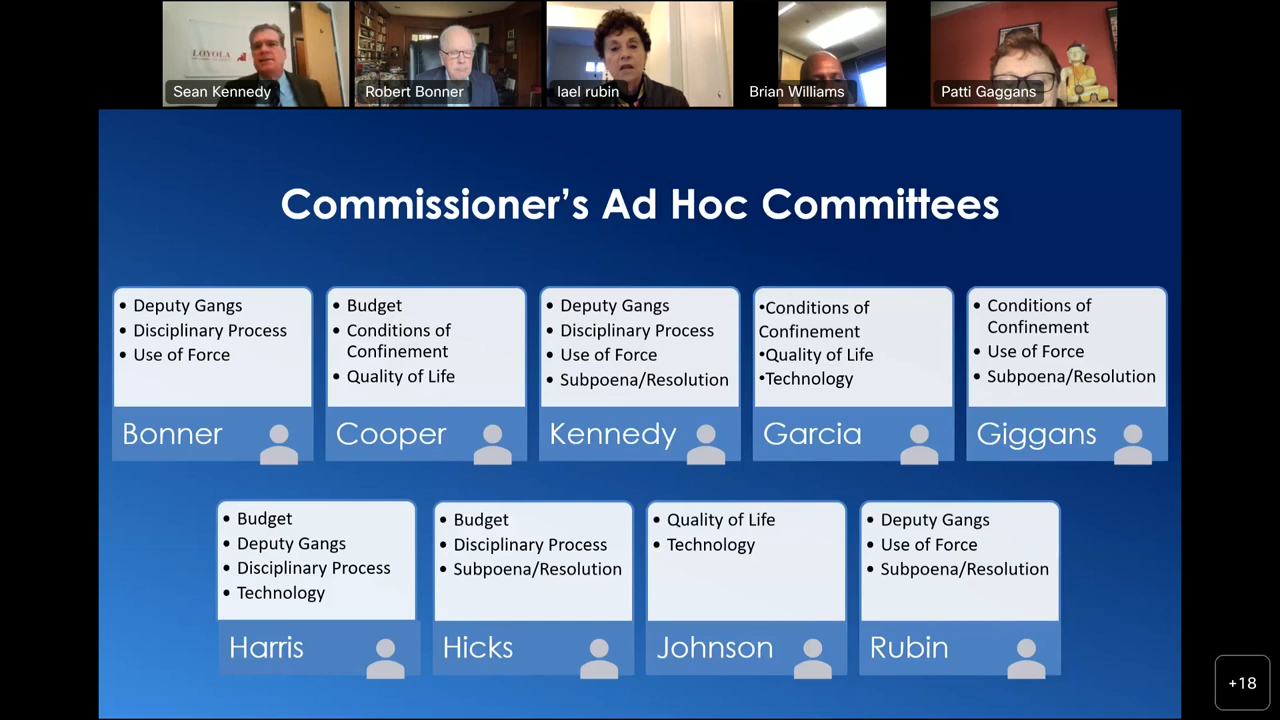 LOYOLA
Sean Kennedy
Robert Bonner
lael rubin
Brian Williams
Patti Gaggans
Commissioner's Ad Hoc Committees
• Deputy Gangs
• Disciplinary Process
• Use of Force
Bonner
• Budget
• Conditions of
Confinement
• Quality of Life
Cooper
• Deputy Gangs
• Disciplinary Process
• Use of Force
• Subpoena/Resolution
Kennedy
•Conditions of
Confinement
•Quality of Life
•Technology
Garcia
• Conditions of
Confinement
• Use of Force
• Subpoena/Resolution
Giggans
• Budget
• Deputy Gangs
• Disciplinary Process
• Technology
Harris
• Budget
• Disciplinary Process
• Subpoena/Resolution
Hicks
• Quality of Life
• Technology
Johnson
• Deputy Gangs
• Use of Force
• Subpoena/Resolution
Rubin
+18